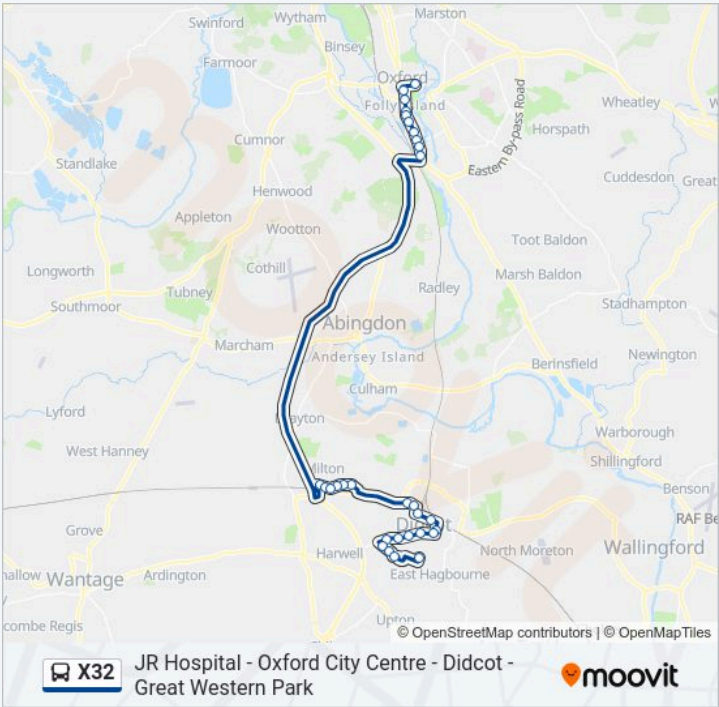 Marston
Swinford
Wytham
Binsey
Farmoor
Oxford
Folly Island
Wheatley
Eastern By-pass Road
Horspath
Cumnor
Standlake
Cuddesdon
Great
Henwood
Appleton
Wootton
Toot Baldon
Cothill
Longworth
Tubney
Radley
Marsh Baldon
Southmoor
Stadhampton
Abingdon
Marcham
Andersey Island
Newington
Berinsfield
Culham
Lyford
Drayton
Warborough
West Hanney
Shillingford
Milton
Benson
RAF Be
Grove
Didcot
Harwell
North Moreton
Wallingford
Wantage
Ardington
East Hagbourne
combe Regis
Upton
© OpenStreetMap contributors | © OpenMapTiles
X32
JR Hospital - Oxford City Centre - Didcot -
Great Western Park
moovit